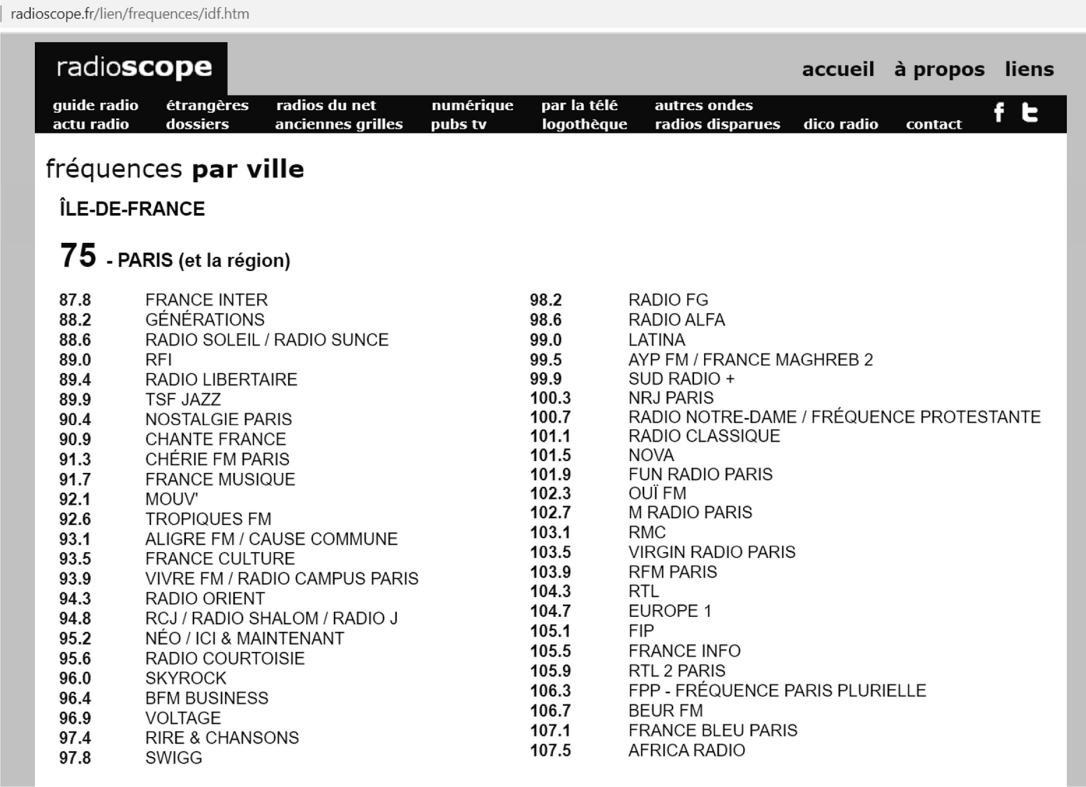 radioscope.fr/lien/frequences/idf.htm
radioscope
accueil à propos liens
guide radio étrangères radios du net numérique par la télé autres ondes
actu radio dossiers anciennes grilles pubs tv logothèque radios disparues dico radio contact
fréquences par ville
ÎLE-DE-FRANCE
75 - PARIS (et la région)
87.8 FRANCE INTER
88.2 GÉNÉRATIONS
88.6 RADIO SOLEIL / RADIO SUNCE
89.0 RFI
89.4 RADIO LIBERTAIRE
89.9 TSF JAZZ
90.4 NOSTALGIE PARIS
90.9 CHANTE FRANCE
91.3 CHÉRIE FM PARIS
91.7 FRANCE MUSIQUE
92.1 MOUV'
92.6 TROPIQUES FM
93.1 ALIGRE FM / CAUSE COMMUNE
93.5 FRANCE CULTURE
93.9 VIVRE FM / RADIO CAMPUS PARIS
94.3 RADIO ORIENT
94.8 RCJ / RADIO SHALOM / RADIO J
95.2 NÉO / ICI & MAINTENANT
95.6 RADIO COURTOISIE
96.0 SKYROCK
96.4 BFM BUSINESS
96.9 VOLTAGE
97.4 RIRE & CHANSONS
97.8 SWIGG
98.2 RADIO FG
98.6 RADIO ALFA
99.0 LATINA
99.5 AYP FM / FRANCE MAGHREB 2
99.9 SUD RADIO +
100.3 NRJ PARIS
100.7 RADIO NOTRE-DAME / FRÉQUENCE PROTESTANTE
101.1 RADIO CLASSIQUE
101.5 NOVA
101.9 FUN RADIO PARIS
102.3 OUÏ FM
102.7 M RADIO PARIS
103.1 RMC
103.5 VIRGIN RADIO PARIS
103.9 RFM PARIS
104.3 RTL
104.7 EUROPE 1
105.1 FIP
105.5 FRANCE INFO
105.9 RTL 2 PARIS
106.3 FPP - FRÉQUENCE PARIS PLURIELLE
106.7 BEUR FM
107.1 FRANCE BLEU PARIS
107.5 AFRICA RADIO